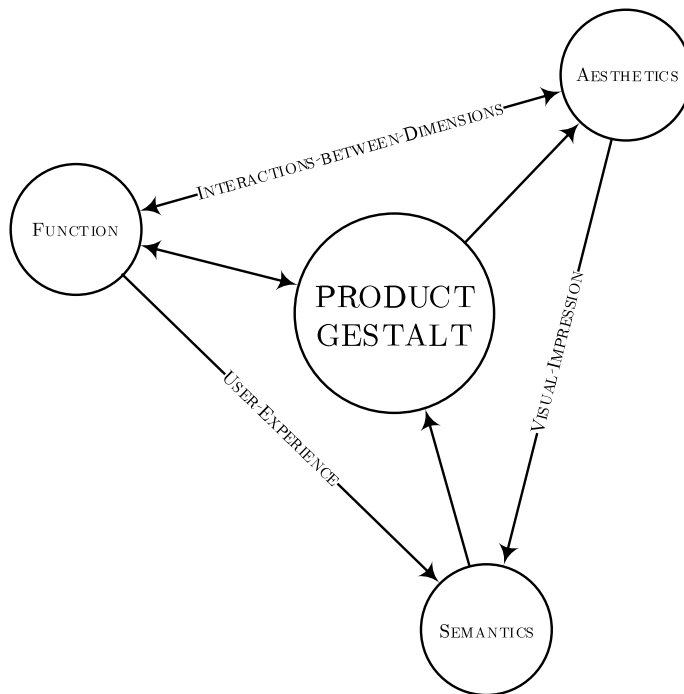 AESTHETICS
INTERACTIONS-BETWEEN-DIMENSIONS
FUNCTION
PRODUCT
GESTALT
VISUAL-IMPRESSION
USER-EXPERIENCE
SEMANTICS